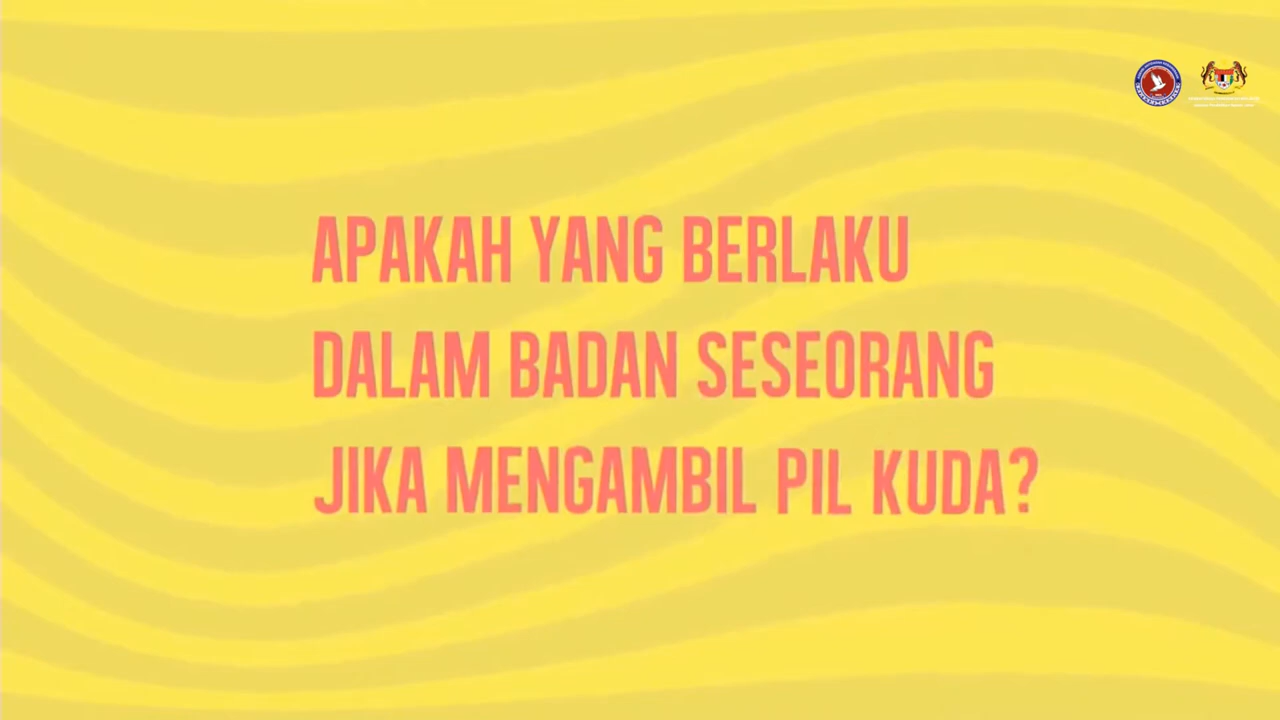 APAKAH YANG BERLAKU
DALAM BADAN SESEORANG
JIKA MENGAMBIL PIL KUDA?